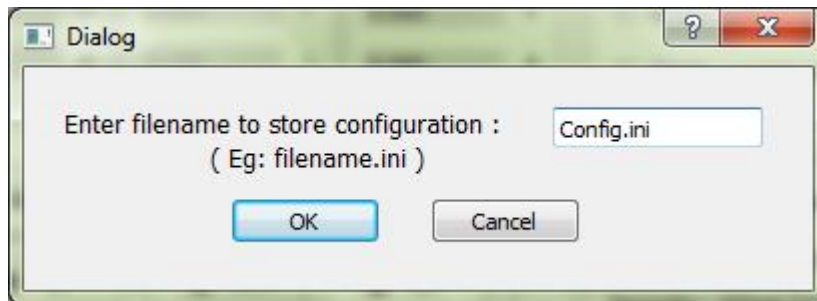 Dialog
Enter filename to store configuration :
Config.ini
( Eg: filename.ini )
OK
Cancel